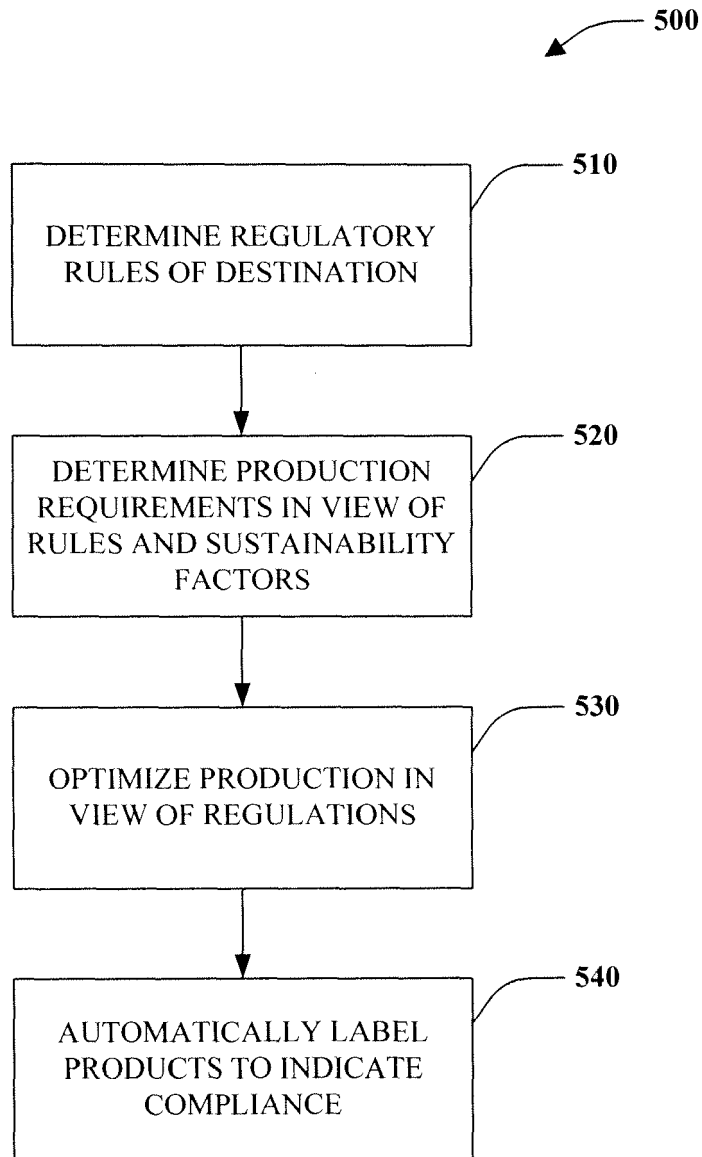 500
510
DETERMINE REGULATORY
RULES OF DESTINATION
520
DETERMINE PRODUCTION
REQUIREMENTS IN VIEW OF
RULES AND SUSTAINABILITY
FACTORS
530
OPTIMIZE PRODUCTION IN
VIEW OF REGULATIONS
540
AUTOMATICALLY LABEL
PRODUCTS TO INDICATE
COMPLIANCE